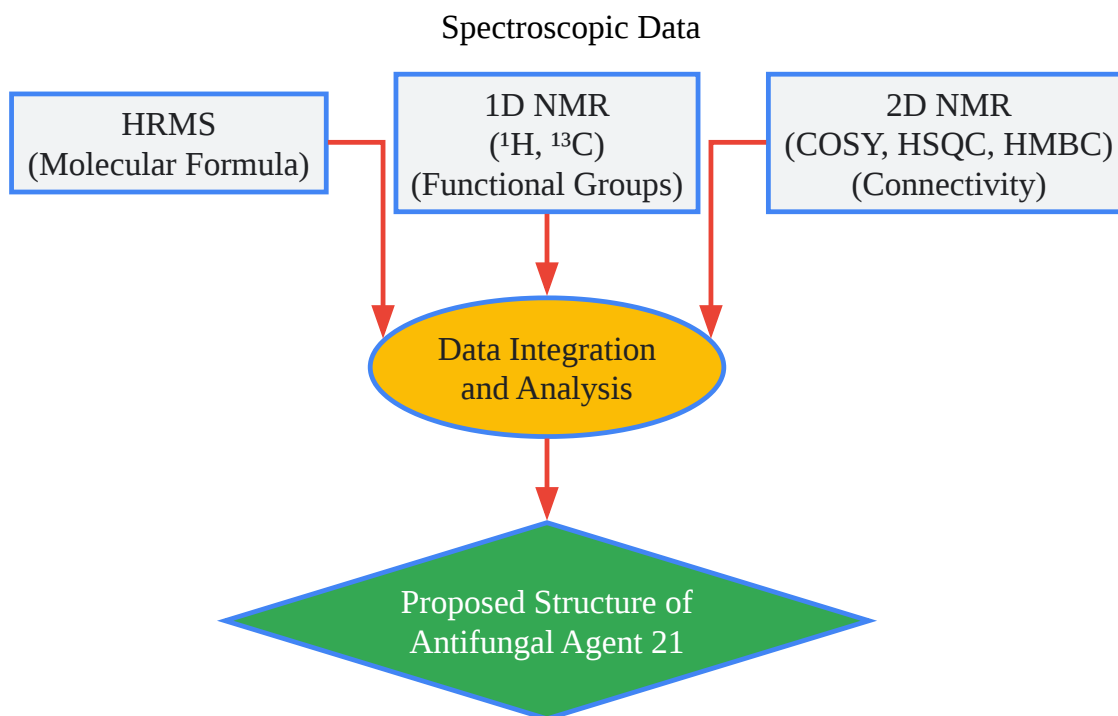 Spectroscopic Data
HRMS
(Molecular Formula)
1D NMR
(¹H, ¹³C)
(Functional Groups)
2D NMR
(COSY, HSQC, HMBC)
(Connectivity)
Data Integration
and Analysis
Proposed Structure of
Antifungal Agent 21